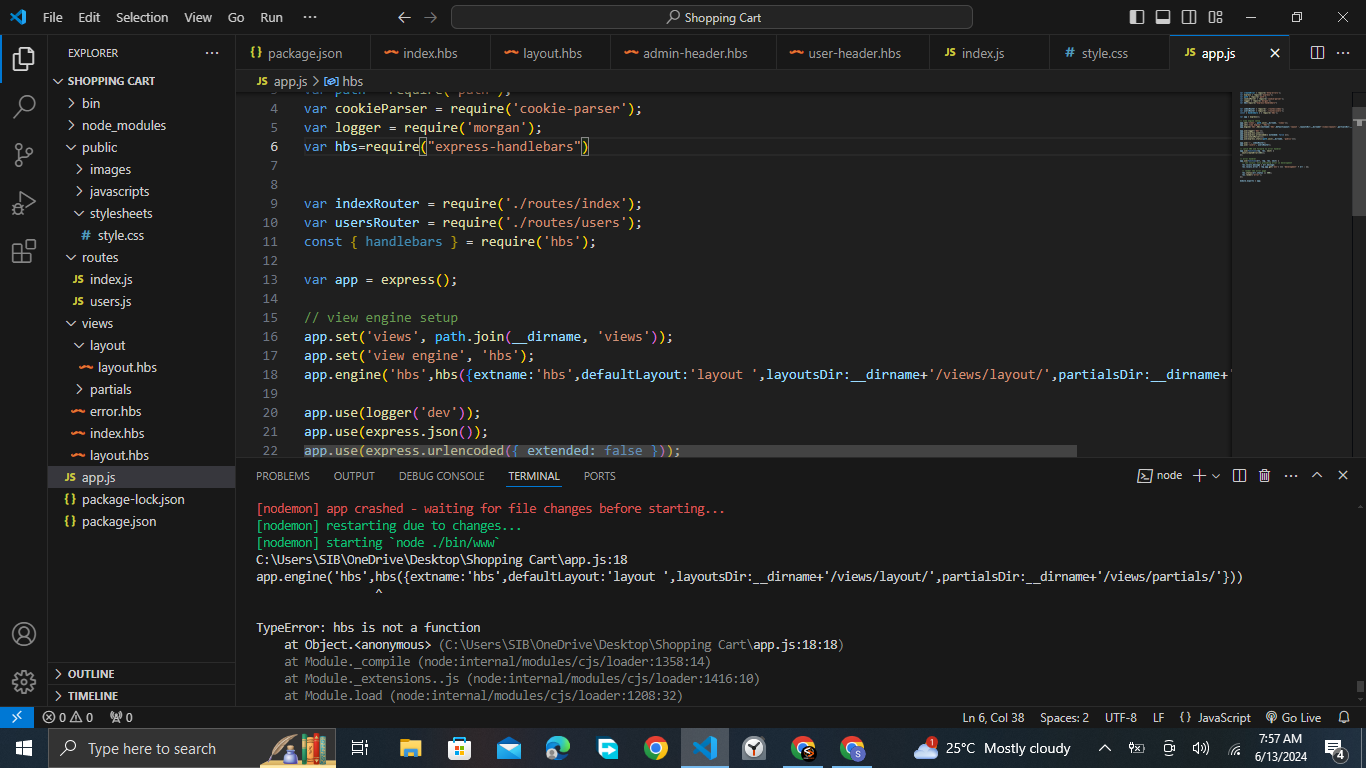 File Edit Selection View Go Run ··· Shopping Cart
EXPLORER ···
SHOPPING CART
bin
node_modules
public
images
javascripts
stylesheets
# style.css
routes
JS index.js
JS users.js
views
layout
layout.hbs
partials
error.hbs
index.hbs
layout.hbs
JS app.js
{} package-lock.json
{} package.json
OUTLINE
TIMELINE
{} package.json index.hbs layout.hbs admin-header.hbs user-header.hbs JS index.js # style.css JS app.js
JS app.js > hbs
4 var cookieParser = require('cookie-parser');
5 var logger = require('morgan');
6 var hbs=require("express-handlebars")
7
8
9 var indexRouter = require('./routes/index');
10 var usersRouter = require('./routes/users');
11 const { handlebars } = require('hbs');
12
13 var app = express();
14
15 // view engine setup
16 app.set('views', path.join(__dirname, 'views'));
17 app.set('view engine', 'hbs');
18 app.engine('hbs',hbs({extname:'hbs',defaultLayout:'layout ',layoutsDir:__dirname+'/views/layout/',partialsDir:__dirname+'
19
20 app.use(logger('dev'));
21 app.use(express.json());
22 app.use(express.urlencoded({ extended: false }));
PROBLEMS OUTPUT DEBUG CONSOLE TERMINAL PORTS node
[nodemon] app crashed - waiting for file changes before starting...
[nodemon] restarting due to changes...
[nodemon] starting `node ./bin/www`
C:\Users\SIB\OneDrive\Desktop\Shopping Cart\app.js:18
app.engine('hbs',hbs({extname:'hbs',defaultLayout:'layout ',layoutsDir:__dirname+'/views/layout/',partialsDir:__dirname+'/views/partials/'}))
^
TypeError: hbs is not a function
at Object.<anonymous> (C:\Users\SIB\OneDrive\Desktop\Shopping Cart\app.js:18:18)
at Module._compile (node:internal/modules/cjs/loader:1358:14)
at Module._extensions..js (node:internal/modules/cjs/loader:1416:10)
at Module.load (node:internal/modules/cjs/loader:1208:32)
0 0 0 Ln 6, Col 38 Spaces: 2 UTF-8 LF {} JavaScript Go Live
Type here to search 1 S 25°C Mostly cloudy 7:57 AM
6/13/2024 4